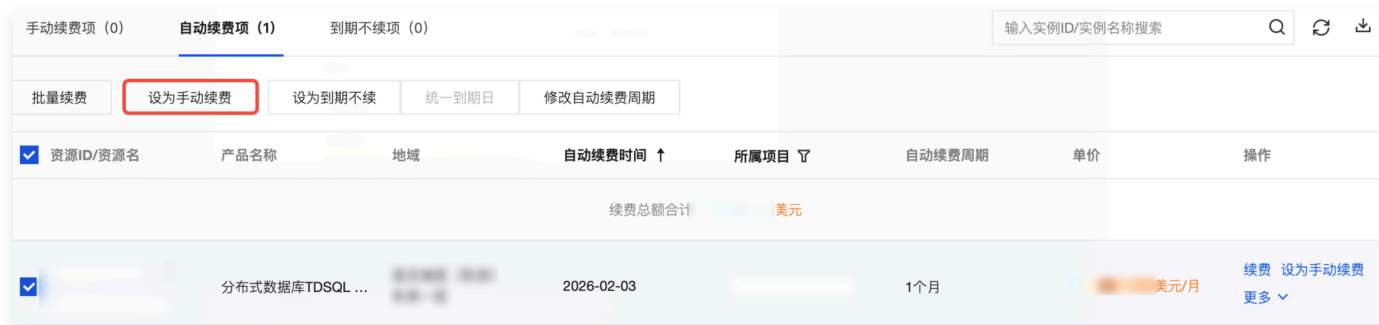 手动续费项（0） 自动续费项（1） 到期不续项（0） 输入实例ID/实例名称搜索
批量续费 设为手动续费 设为到期不续 统一到期日 修改自动续费周期
资源ID/资源名 产品名称 地域 自动续费时间 所属项目 自动续费周期 单价 操作
续费总额合计 美元
分布式数据库TDSQL ... 2026-02-03 1个月 美元/月 续费 设为手动续费
更多